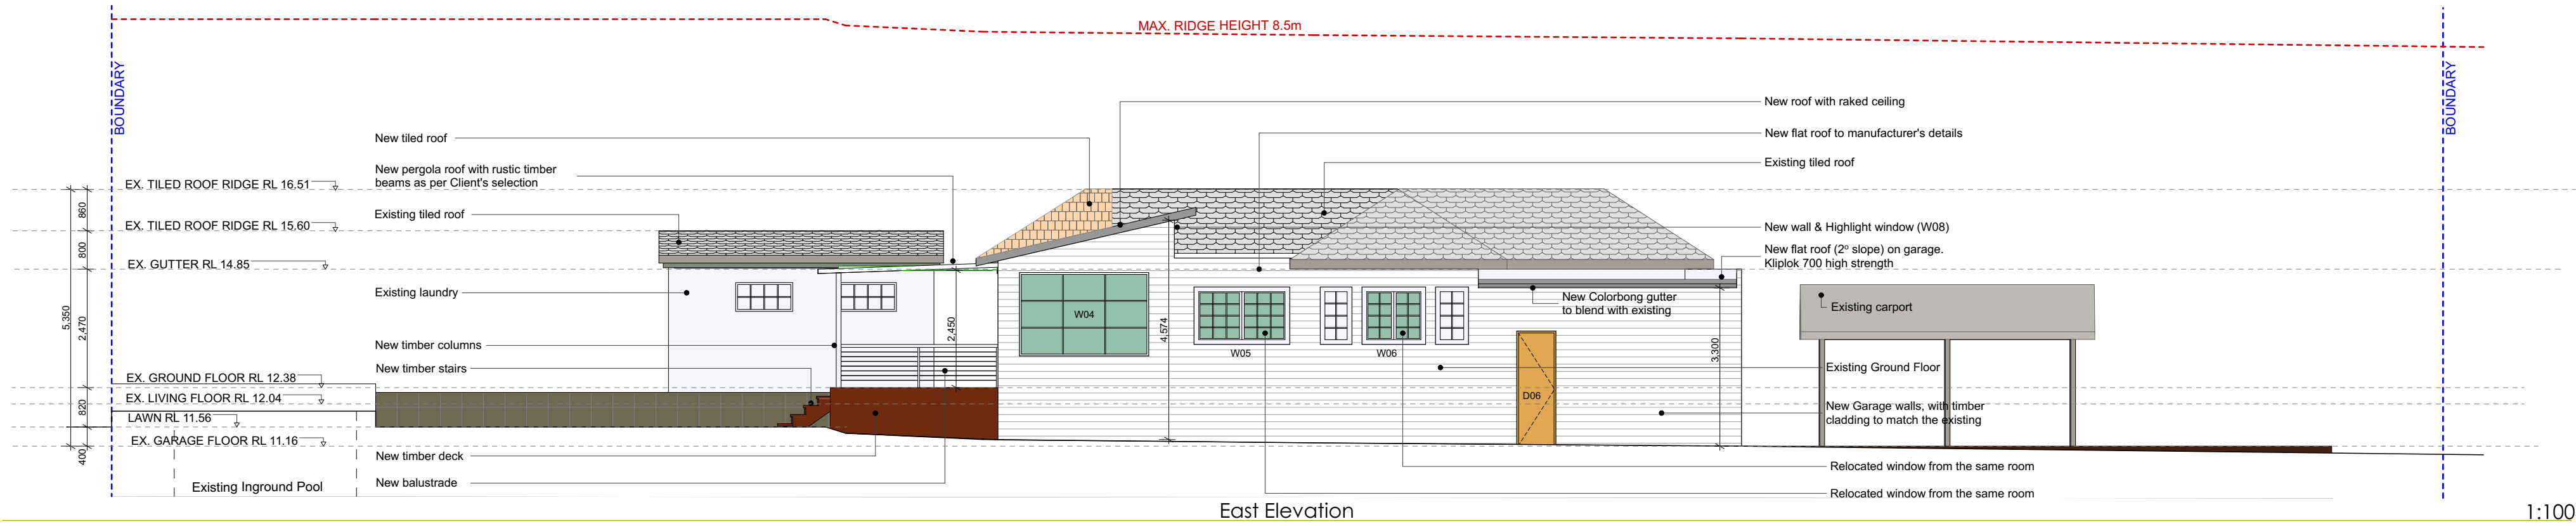 MAX. RIDGE HEIGHT 8.5m
BOUNDARY
BOUNDARY
New roof with raked ceiling
New tiled roof
New flat roof to manufacturer's details
New pergola roof with rustic timber
beams as per Client's selection
Existing tiled roof
EX. TILED ROOF RIDGE RL 16.51
Existing tiled roof
EX. TILED ROOF RIDGE RL 15.60
New wall & Highlight window (W08)
New flat roof (2º slope) on garage.
Kliplok 700 high strength
EX. GUTTER RL 14.85
Existing laundry
New Colorbong gutter
to blend with existing
Existing carport
860
800
2,470
5,350
820
400
W04
4,574
2,450
3,300
W05
W06
D06
New timber columns
New timber stairs
Existing Ground Floor
EX. GROUND FLOOR RL 12.38
EX. LIVING FLOOR RL 12.04
LAWN RL 11.56
EX. GARAGE FLOOR RL 11.16
New Garage walls, with timber
cladding to match the existing
New timber deck
Relocated window from the same room
New balustrade
Existing Inground Pool
Relocated window from the same room
East Elevation
1:100